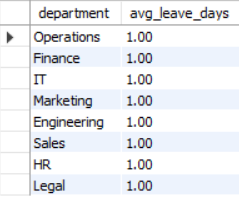 department avg_leave_days
Operations 1.00
Finance 1.00
IT 1.00
Marketing 1.00
Engineering 1.00
Sales 1.00
HR 1.00
Legal 1.00